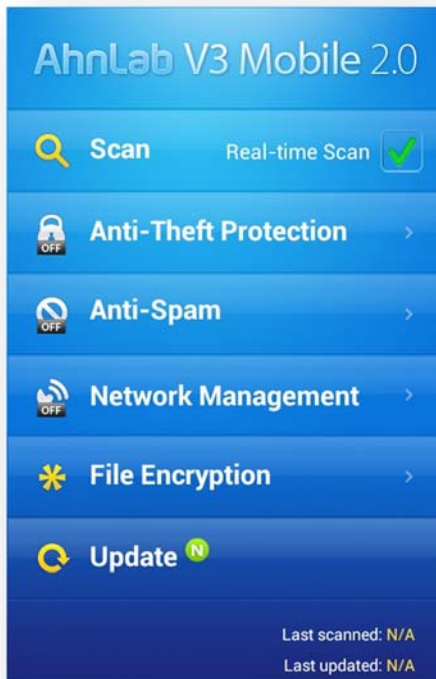 AhnLab V3 Mobile 2.0
Scan Real-time Scan
Anti-Theft Protection
OFF
Anti-Spam
OFF
Network Management
OFF
File Encryption
Update N
Last scanned: N/A
Last updated: N/A